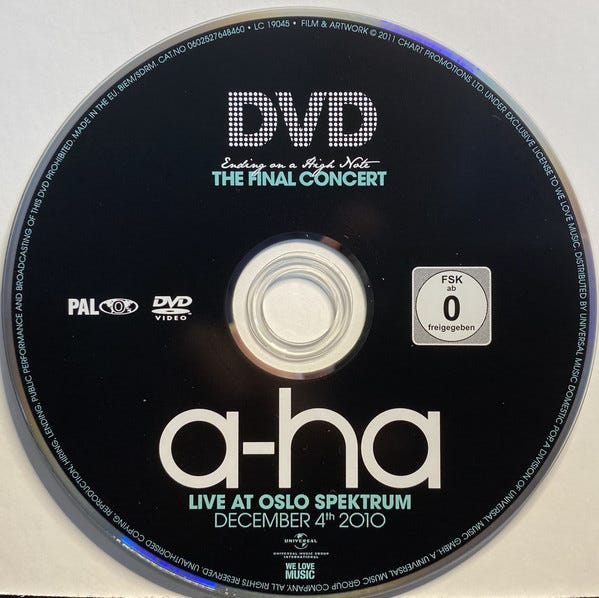 MADE IN THE EU. BIEM/SDRM. CAT.NO 0602527648460 • LC 19045 • FILM & ARTWORK © 2011 CHART PROMOTIONS LTD. UNDER EXCLUSIVE LICENSE TO WE LOVE MUSIC. DISTRIBUTED BY UNIVERSAL MUSIC DOMESTIC POP, A DIVISION OF UNIVERSAL MUSIC GMBH. A UNIVERSAL MUSIC GROUP COMPANY. ALL RIGHTS RESERVED. UNAUTHORISED COPYING, REPRODUCTION, HIRING, LENDING, PUBLIC PERFORMANCE AND BROADCASTING OF THIS DVD PROHIBITED.
DVD
Ending on a High Note
THE FINAL CONCERT
PAL 0
DVD
VIDEO
FSK
ab
0
freigegeben
a-ha
LIVE AT OSLO SPEKTRUM
DECEMBER 4th 2010
UNIVERSAL
UNIVERSAL MUSIC GROUP
INTERNATIONAL
WE LOVE
MUSIC